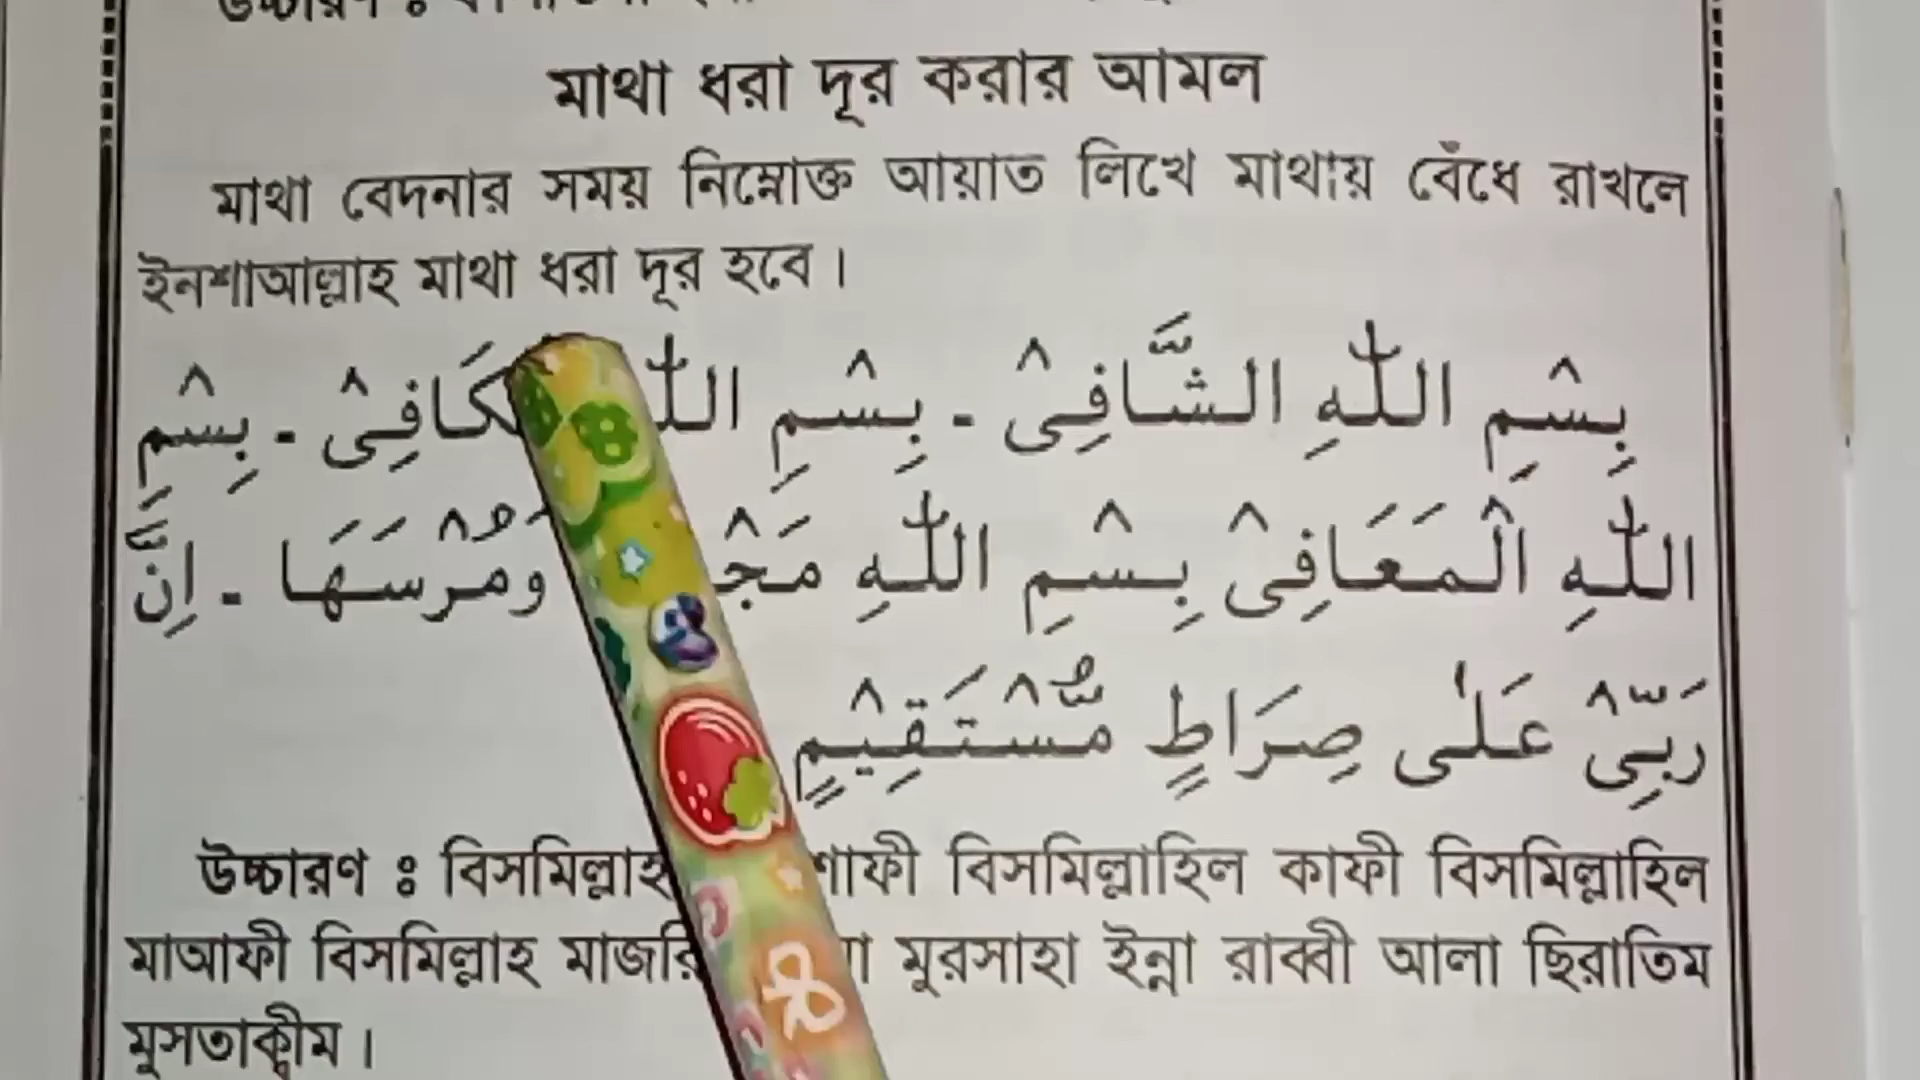 মাথা ধরা দূর করার আমল
মাথা বেদনার সময় নিম্নোক্ত আয়াত লিখে মাথায় বেঁধে রাখলে
ইনশাআল্লাহ মাথা ধরা দূর হবে।
بِسْمِ اللّٰهِ الشَّافِىْ - بِسْمِ كَافِىْ - بِسْمِ
اللّٰهِ الْمَعَافِىْ بِسْمِ اللّٰهِ مَجْ وَمُرْسَهَا - اِنَّ
رَبِّىْ عَلٰى صِرَاطٍ مُّسْتَقِيْمٍ
উচ্চারণ ঃ বিসমিল্লাহ শাফী বিসমিল্লাহিল কাফী বিসমিল্লাহিল
মাআফী বিসমিল্লাহ মাজরি মুরসাহা ইন্না রাব্বী আলা ছিরাতিম
মুসতাক্বীম।